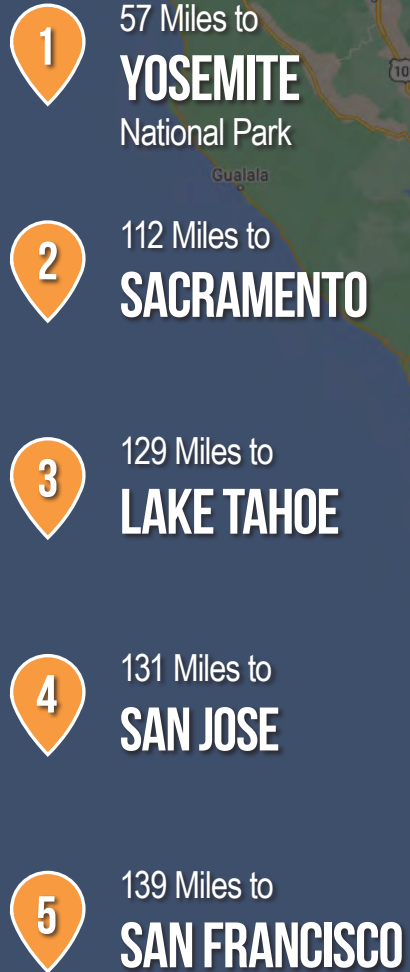 1
57 Miles to
YOSEMITE
National Park
10
Gualala
2
112 Miles to
SACRAMENTO
3
129 Miles to
LAKE TAHOE
4
131 Miles to
SAN JOSE
5
139 Miles to
SAN FRANCISCO